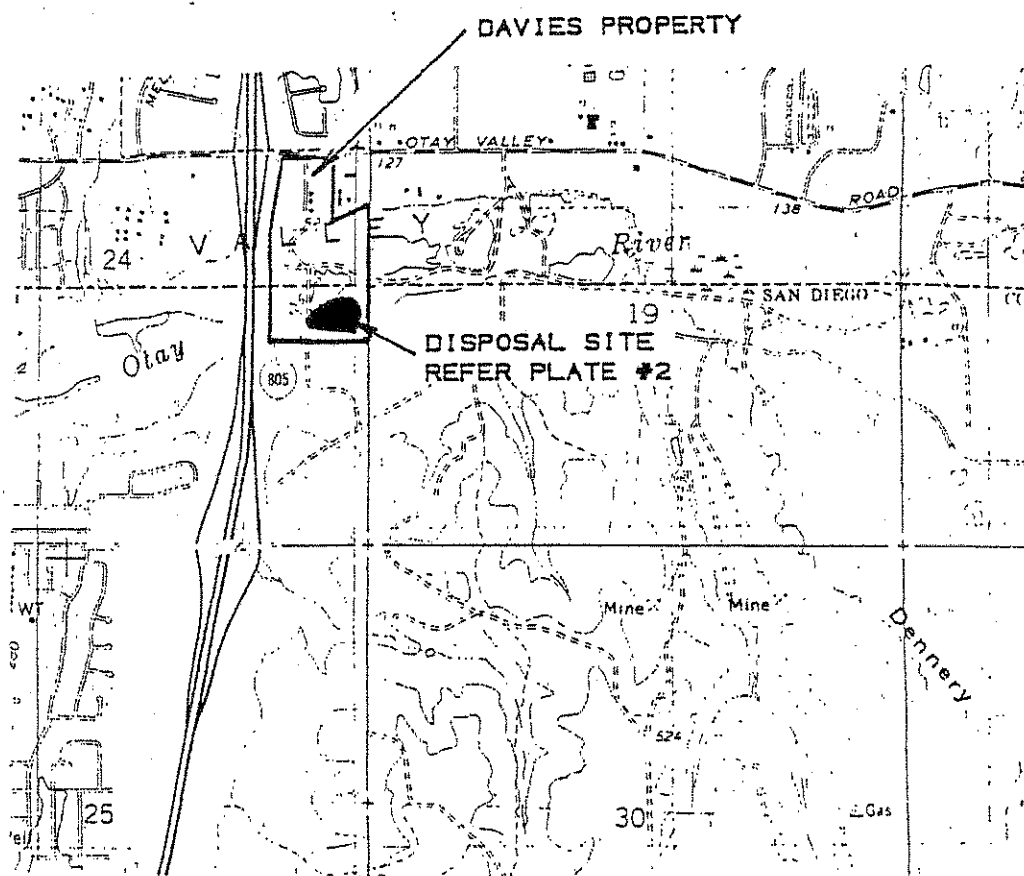 DAVIES PROPERTY
OTAY VALLEY
127
ROAD
138
V A L L E Y
24
River
SAN DIEGO
19
Otay
DISPOSAL SITE
REFER PLATE #2
805
Mine
Mine
WT
Dennery
524
25
30
Gas